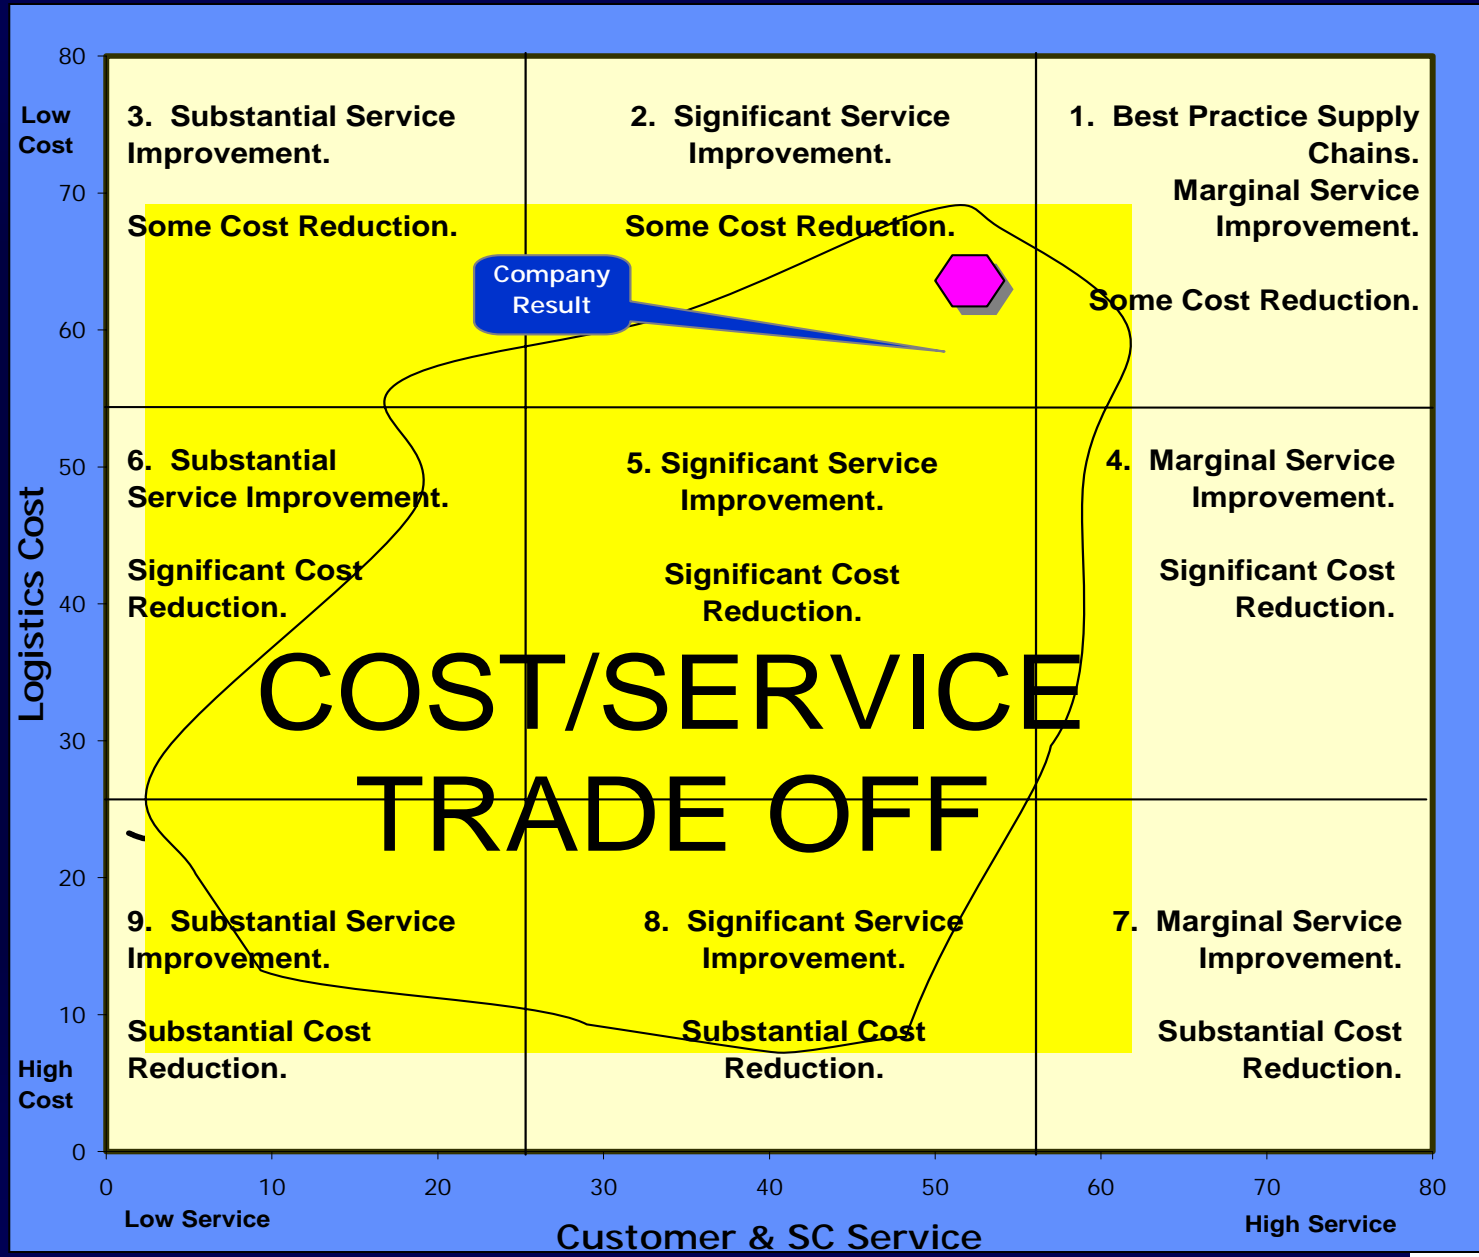 80
Low
Cost
3. Substantial Service
Improvement.
Some Cost Reduction.
2. Significant Service
Improvement.
Some Cost Reduction.
1. Best Practice Supply
Chains.
Marginal Service
Improvement.
Some Cost Reduction.
70
Company
Result
60
6. Substantial
Service Improvement.
Significant Cost
Reduction.
5. Significant Service
Improvement.
Significant Cost
Reduction.
4. Marginal Service
Improvement.
Significant Cost
Reduction.
50
Logistics Cost
40
COST/SERVICE
TRADE OFF
30
20
9. Substantial Service
Improvement.
Substantial Cost
Reduction.
8. Significant Service
Improvement.
Substantial Cost
Reduction.
7. Marginal Service
Improvement.
Substantial Cost
Reduction.
10
High
Cost
0
0 10 20 30 40 50 60 70 80
Low Service
Customer & SC Service
High Service